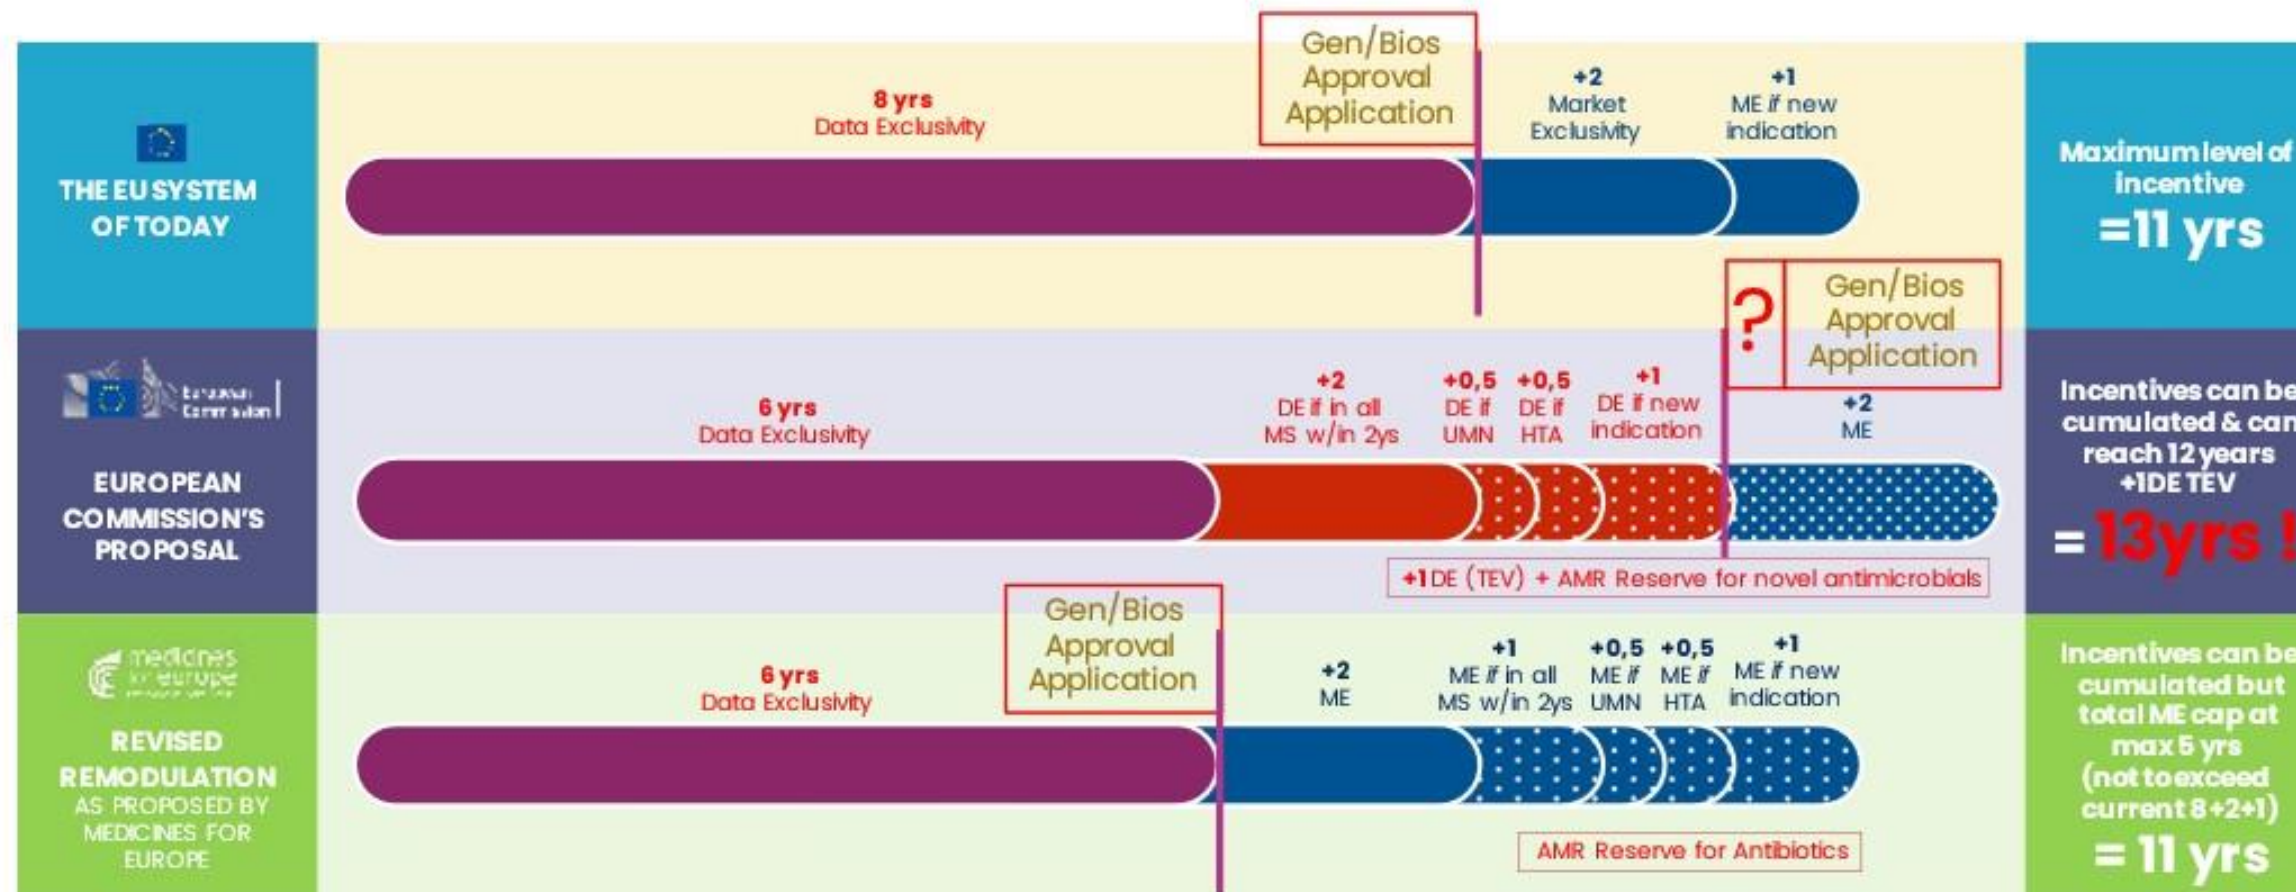 THE EU SYSTEM
OF TODAY
8 yrs
Data Exclusivity
Gen/Bios
Approval
Application
+2
Market
Exclusivity
+1
ME if new
indication
Maximum level of
incentive
=11 yrs
European
Commission
EUROPEAN
COMMISSION'S
PROPOSAL
6 yrs
Data Exclusivity
+2
DE if in all
MS w/in 2ys
+0,5
DE if
UMN
+0,5
DE if
HTA
+1
DE if new
indication
?
Gen/Bios
Approval
Application
+2
ME
+1DE (TEV) + AMR Reserve for novel antimicrobials
Incentives can be
cumulated & can
reach 12 years
+1DE TEV
= 13yrs !
medicines
for europe
REVISED
REMODULATION
AS PROPOSED BY
MEDICINES FOR
EUROPE
6 yrs
Data Exclusivity
Gen/Bios
Approval
Application
+2
ME
+1
ME if in all
MS w/in 2ys
+0,5
ME if
UMN
+0,5
ME if
HTA
+1
ME if new
indication
AMR Reserve for Antibiotics
Incentives can be
cumulated but
total ME cap at
max 5 yrs
(not to exceed
current 8+2+1)
= 11 yrs